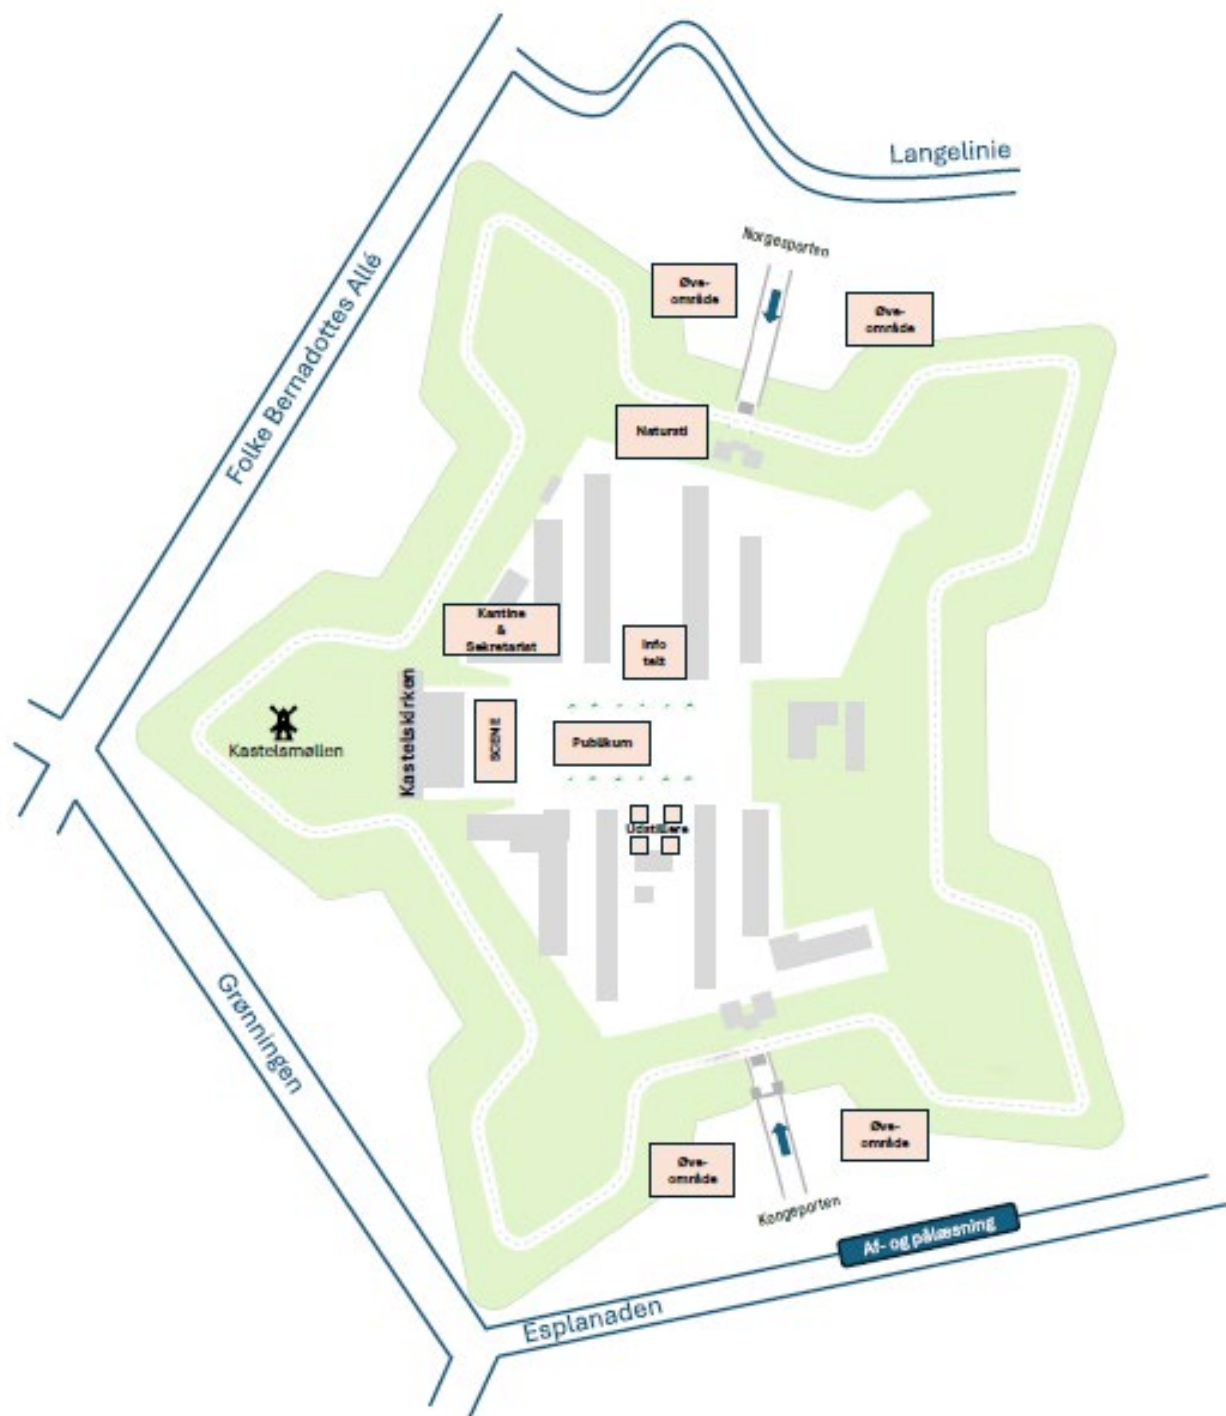 Langelinie
Norgesporten
Folke Bernadottes Allé
Øve-
område
Øve-
område
Natursti
Kantine
&
Sekretariat
Info
telt
Kastelskirken
SCENE
Publikum
Kastelsmøllen
Udstillere
Grønningen
Øve-
område
Øve-
område
Kongeporten
Af- og pålæsning
Esplanaden